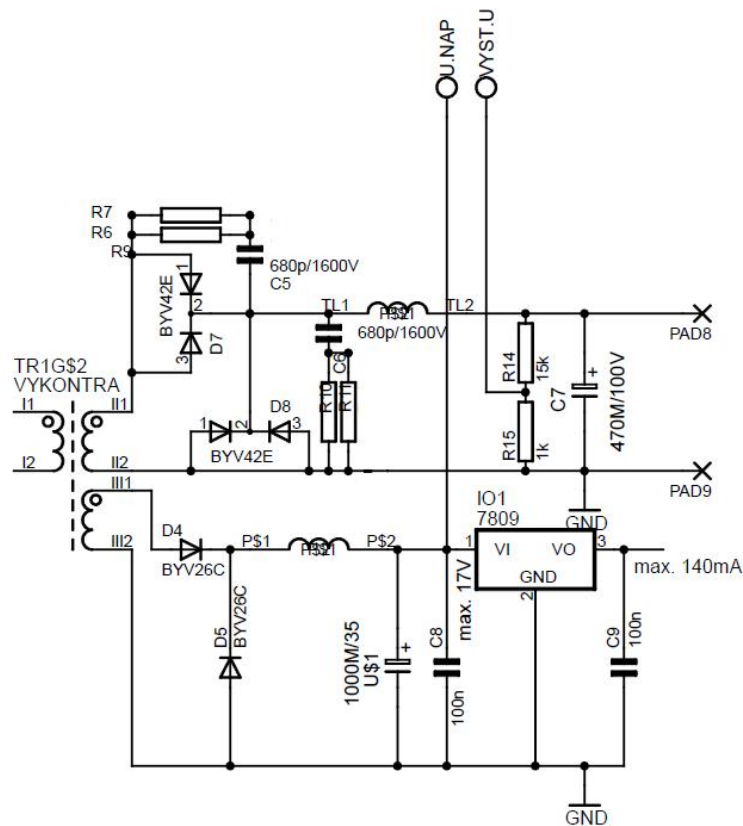 U.NAP
VYST.U
R7
R6
R9
680p/1600V
C5
1
BYV42E
2
D7
3
TL1
TL2
680p/1600V
PAD8
TR1G$2
VYKONTRA
I1
II1
I2
II2
III1
III2
C6
R10
R11
D8
1
2
3
BYV42E
R14
15k
R15
1k
C7
+
470M/100V
PAD9
GND
IO1
7809
D4
BYV26C
P$1
P$2
1
VI
VO
3
GND
2
max. 17V
max. 140mA
D5
BYV26C
1000M/35
U$1
+
C8
100n
C9
100n
GND